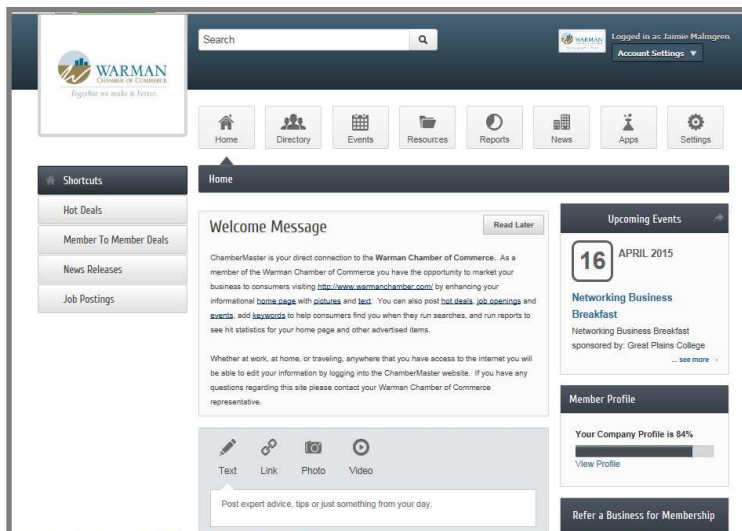 WARMAN
CHAMBER OF COMMERCE
Together we make it better.
Search
WARMAN
Logged in as Jaimie Malmgren
Account Settings
Home
Directory
Events
Resources
Reports
News
Apps
Settings
Shortcuts
Hot Deals
Member To Member Deals
News Releases
Job Postings
Home
Welcome Message
Read Later
ChamberMaster is your direct connection to the Warman Chamber of Commerce. As a
member of the Warman Chamber of Commerce you have the opportunity to market your
business to consumers visiting http://www.warmanchamber.com/ by enhancing your
informational home page with pictures and text. You can also post hot deals, job openings and
events, add keywords to help consumers find you when they run searches, and run reports to
see hit statistics for your home page and other advertised items.
Whether at work, at home, or traveling, anywhere that you have access to the internet you will
be able to edit your information by logging into the ChamberMaster website. If you have any
questions regarding this site please contact your Warman Chamber of Commerce
representative.
Text
Link
Photo
Video
Post expert advice, tips or just something from your day.
Upcoming Events
16
APRIL 2015
Networking Business
Breakfast
Networking Business Breakfast
sponsored by: Great Plains College
... see more
Member Profile
Your Company Profile is 84%
View Profile
Refer a Business for Membership